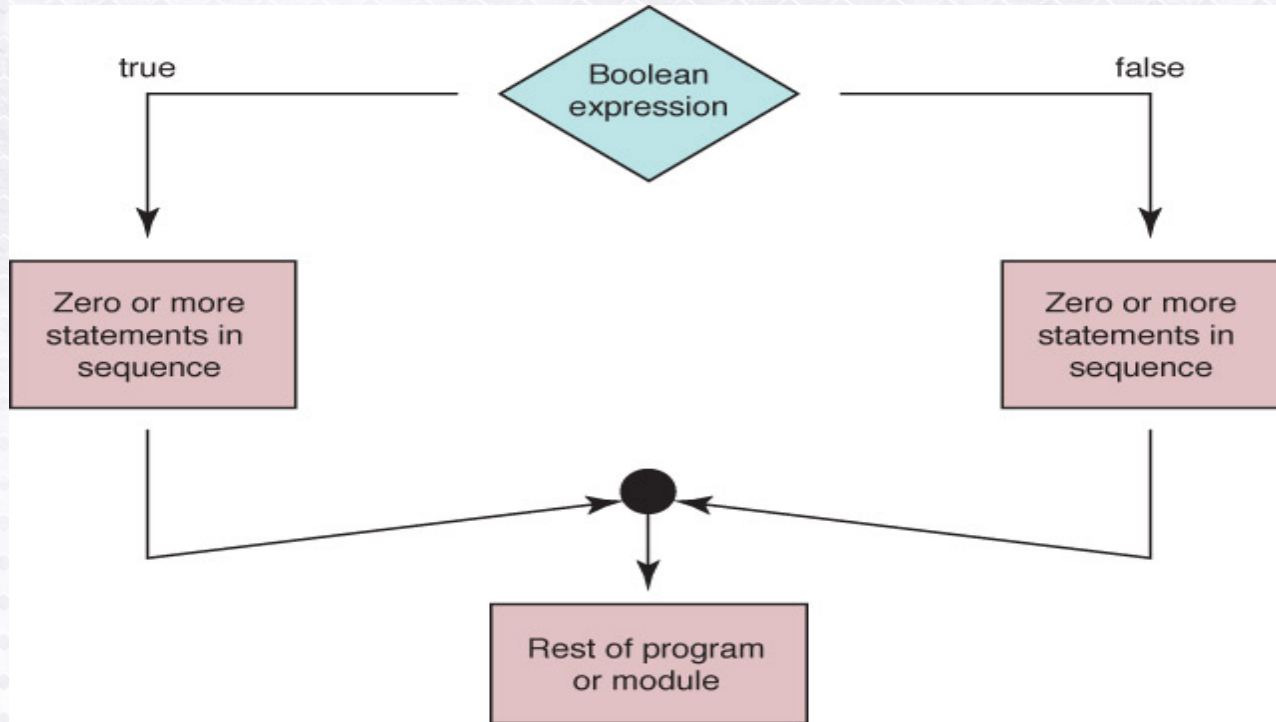 true
Boolean
expression
false
Zero or more
statements in
sequence
Zero or more
statements in
sequence
Rest of program
or module